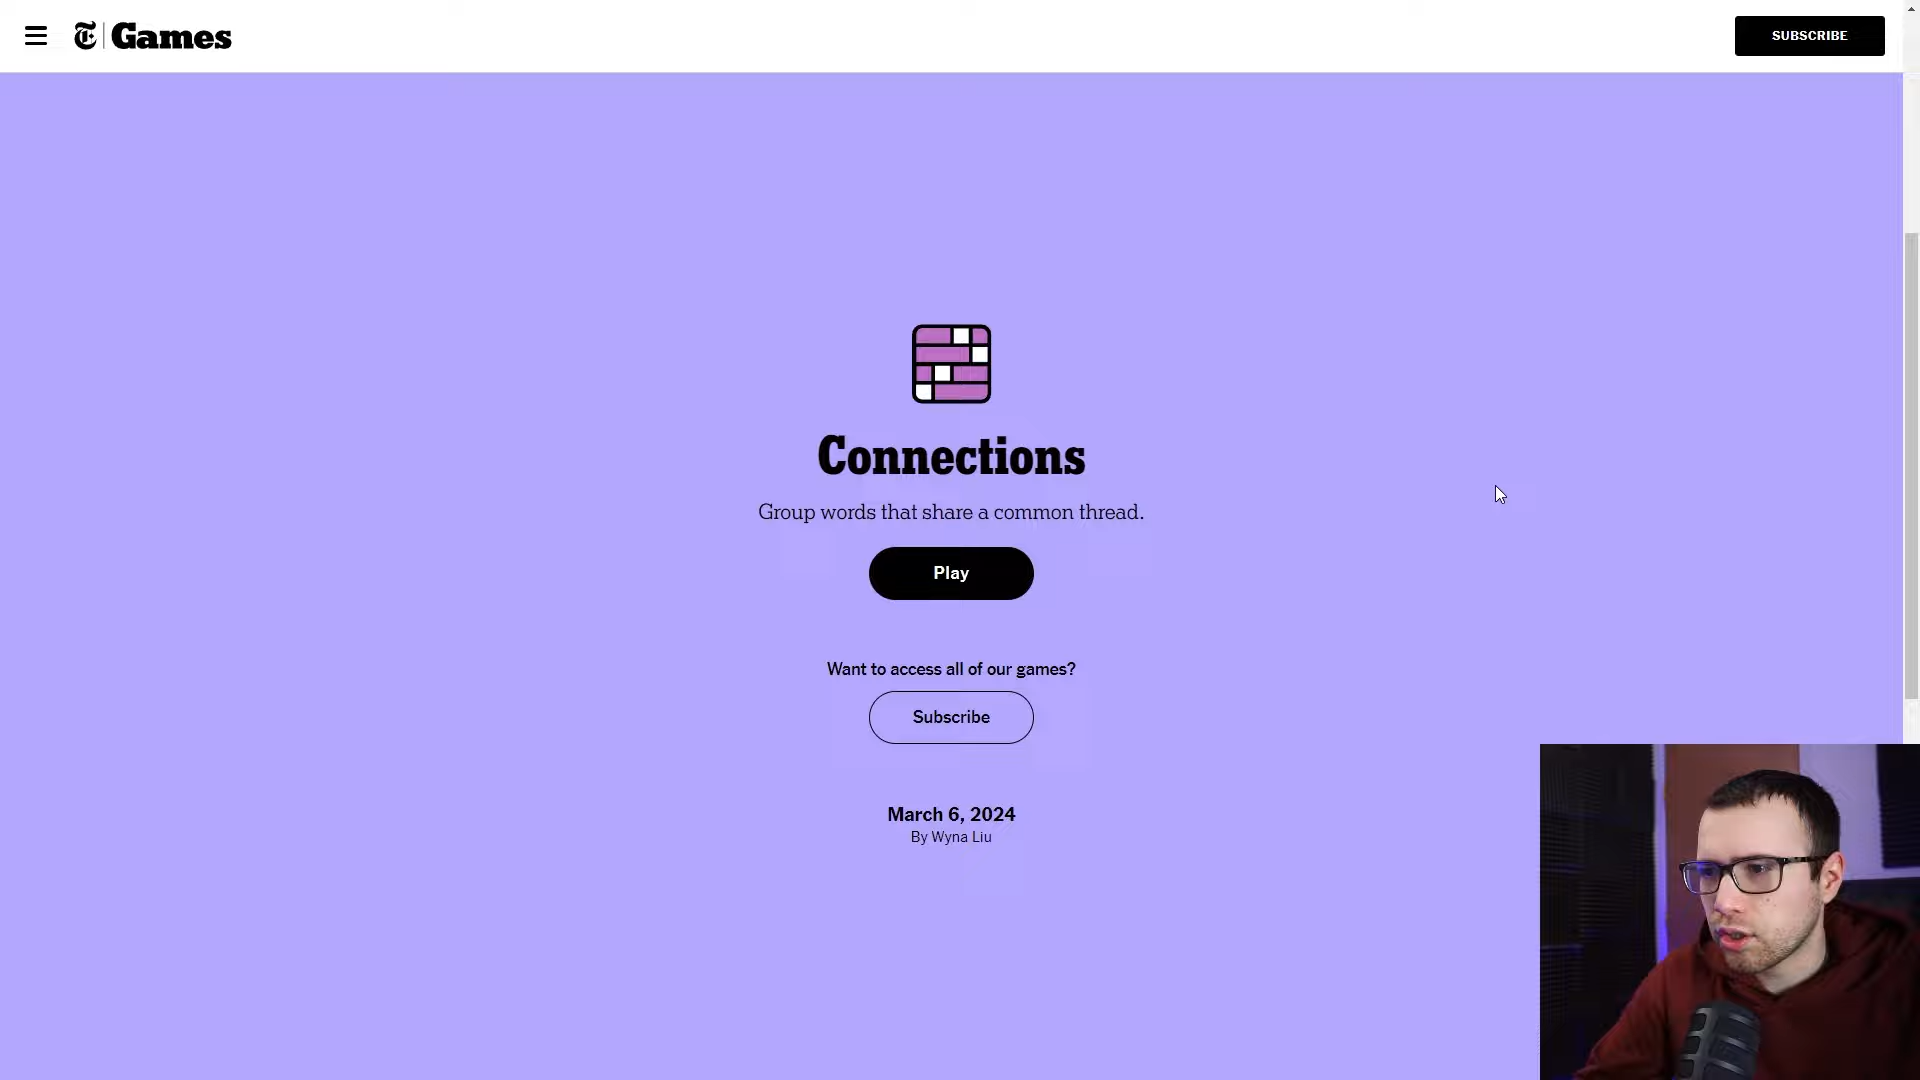 T Games
SUBSCRIBE
Connections
Group words that share a common thread.
Play
Want to access all of our games?
Subscribe
March 6, 2024
By Wyna Liu